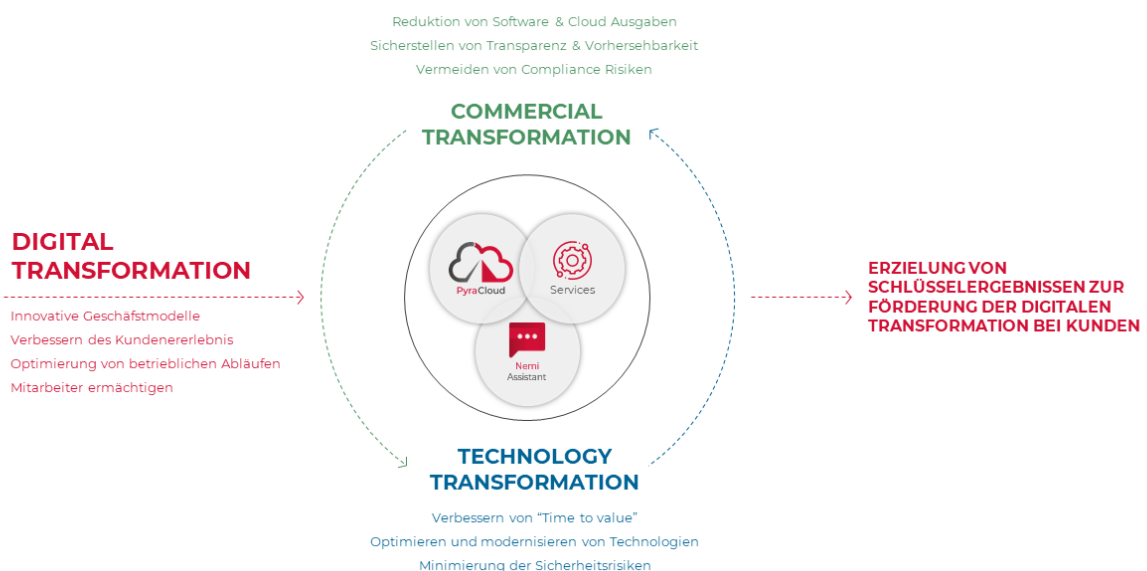 Reduktion von Software & Cloud Ausgaben
Sicherstellen von Transparenz & Vorhersehbarkeit
Vermeiden von Compliance Risiken
COMMERCIAL
TRANSFORMATION
DIGITAL
TRANSFORMATION
Innovative Geschäfstmodelle
Verbessern des Kundenererlebnis
Optimierung von betrieblichen Abläufen
Mitarbeiter ermächtigen
PyraCloud
Services
Nemi
Assistant
ERZIELUNG VON
SCHLÜSSELERGEBNISSEN ZUR
FÖRDERUNG DER DIGITALEN
TRANSFORMATION BEI KUNDEN
TECHNOLOGY
TRANSFORMATION
Verbessern von “Time to value”
Optimieren und modernisieren von Technologien
Minimierung der Sicherheitsrisiken